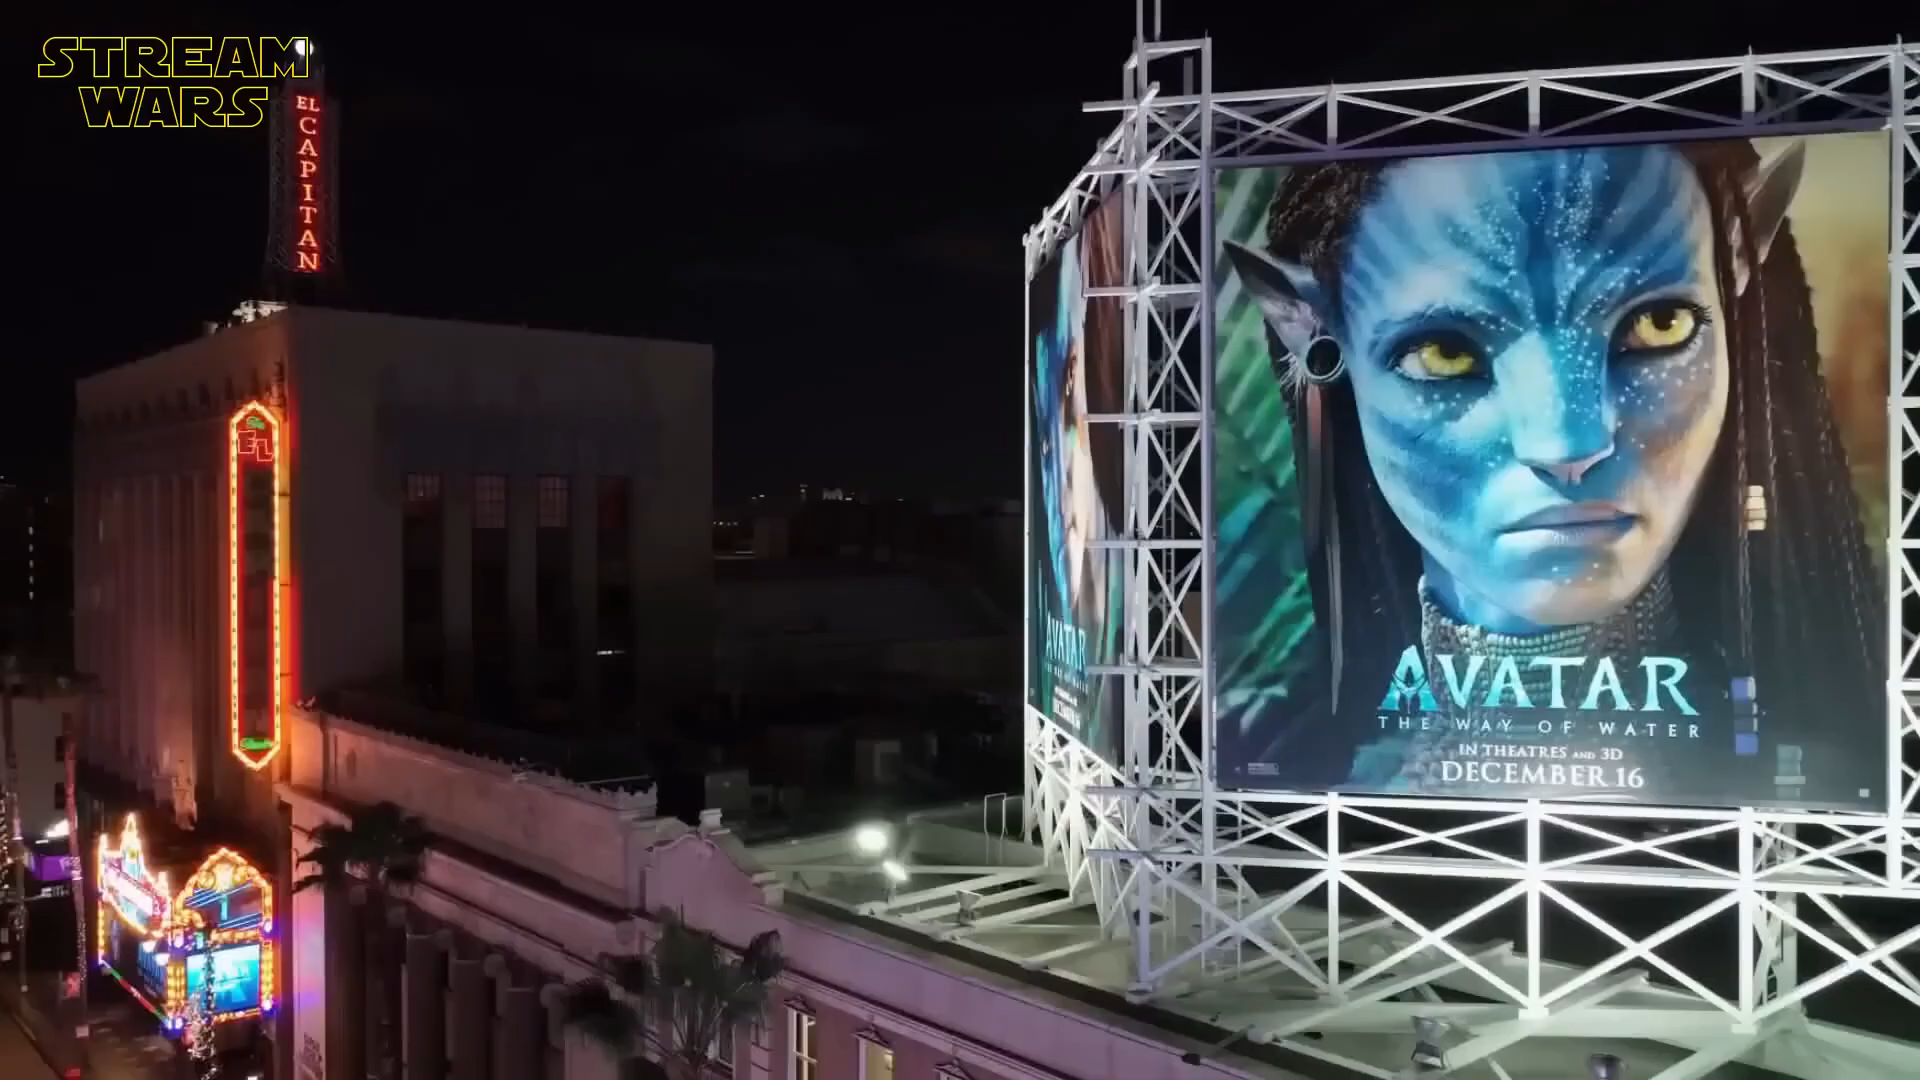 STREAM
WARS
EL CAPITAN
EL
AVATAR
AVATAR
THE WAY OF WATER
IN THEATRES AND 3D
DECEMBER 16